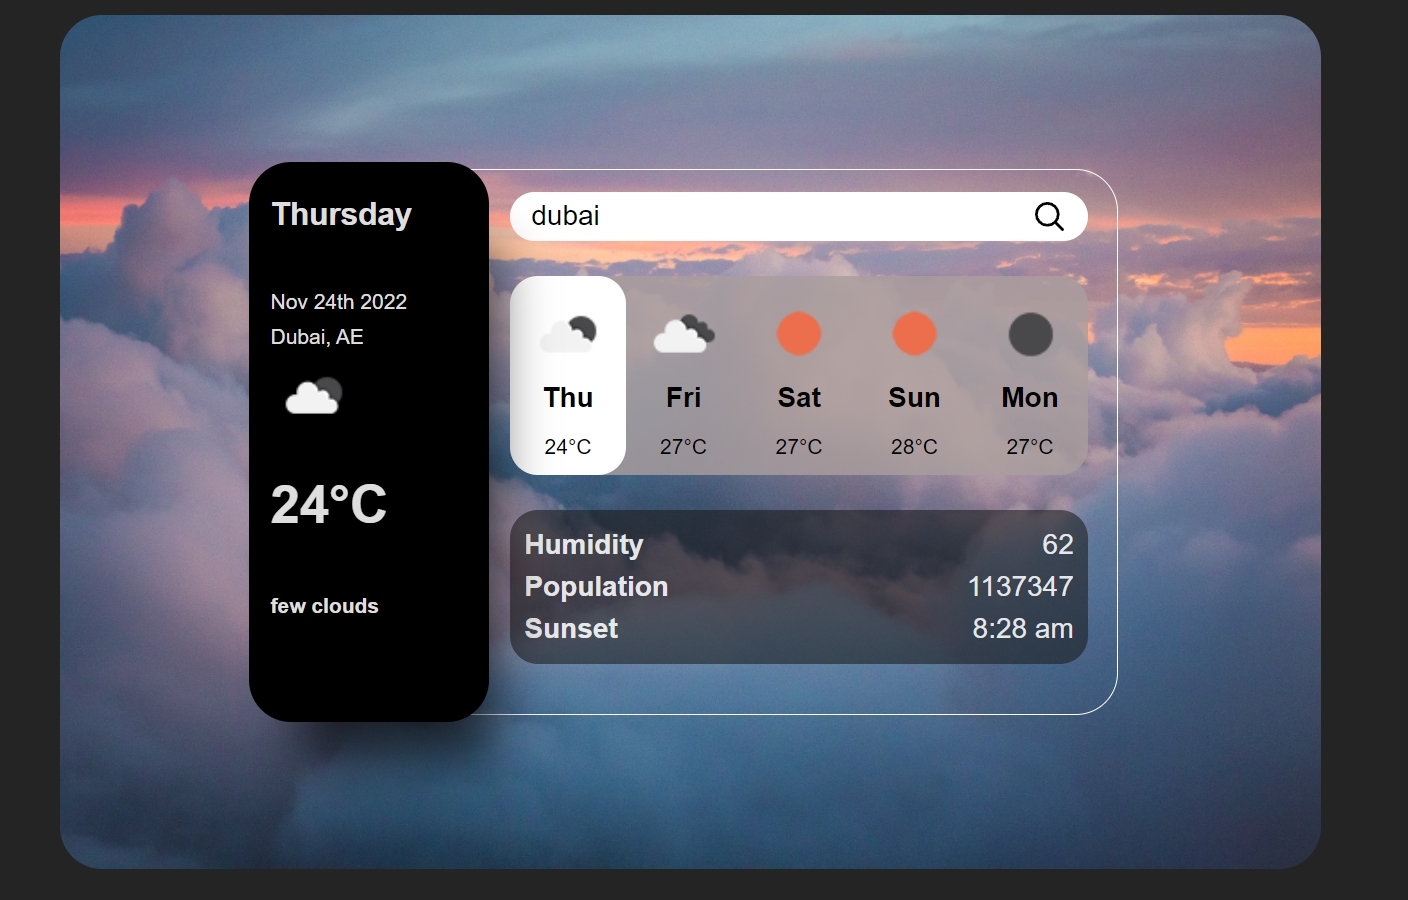 Thursday
Nov 24th 2022
Dubai, AE
24°C
few clouds
dubai
Thu Fri Sat Sun Mon
24°C 27°C 27°C 28°C 27°C
Humidity 62
Population 1137347
Sunset 8:28 am